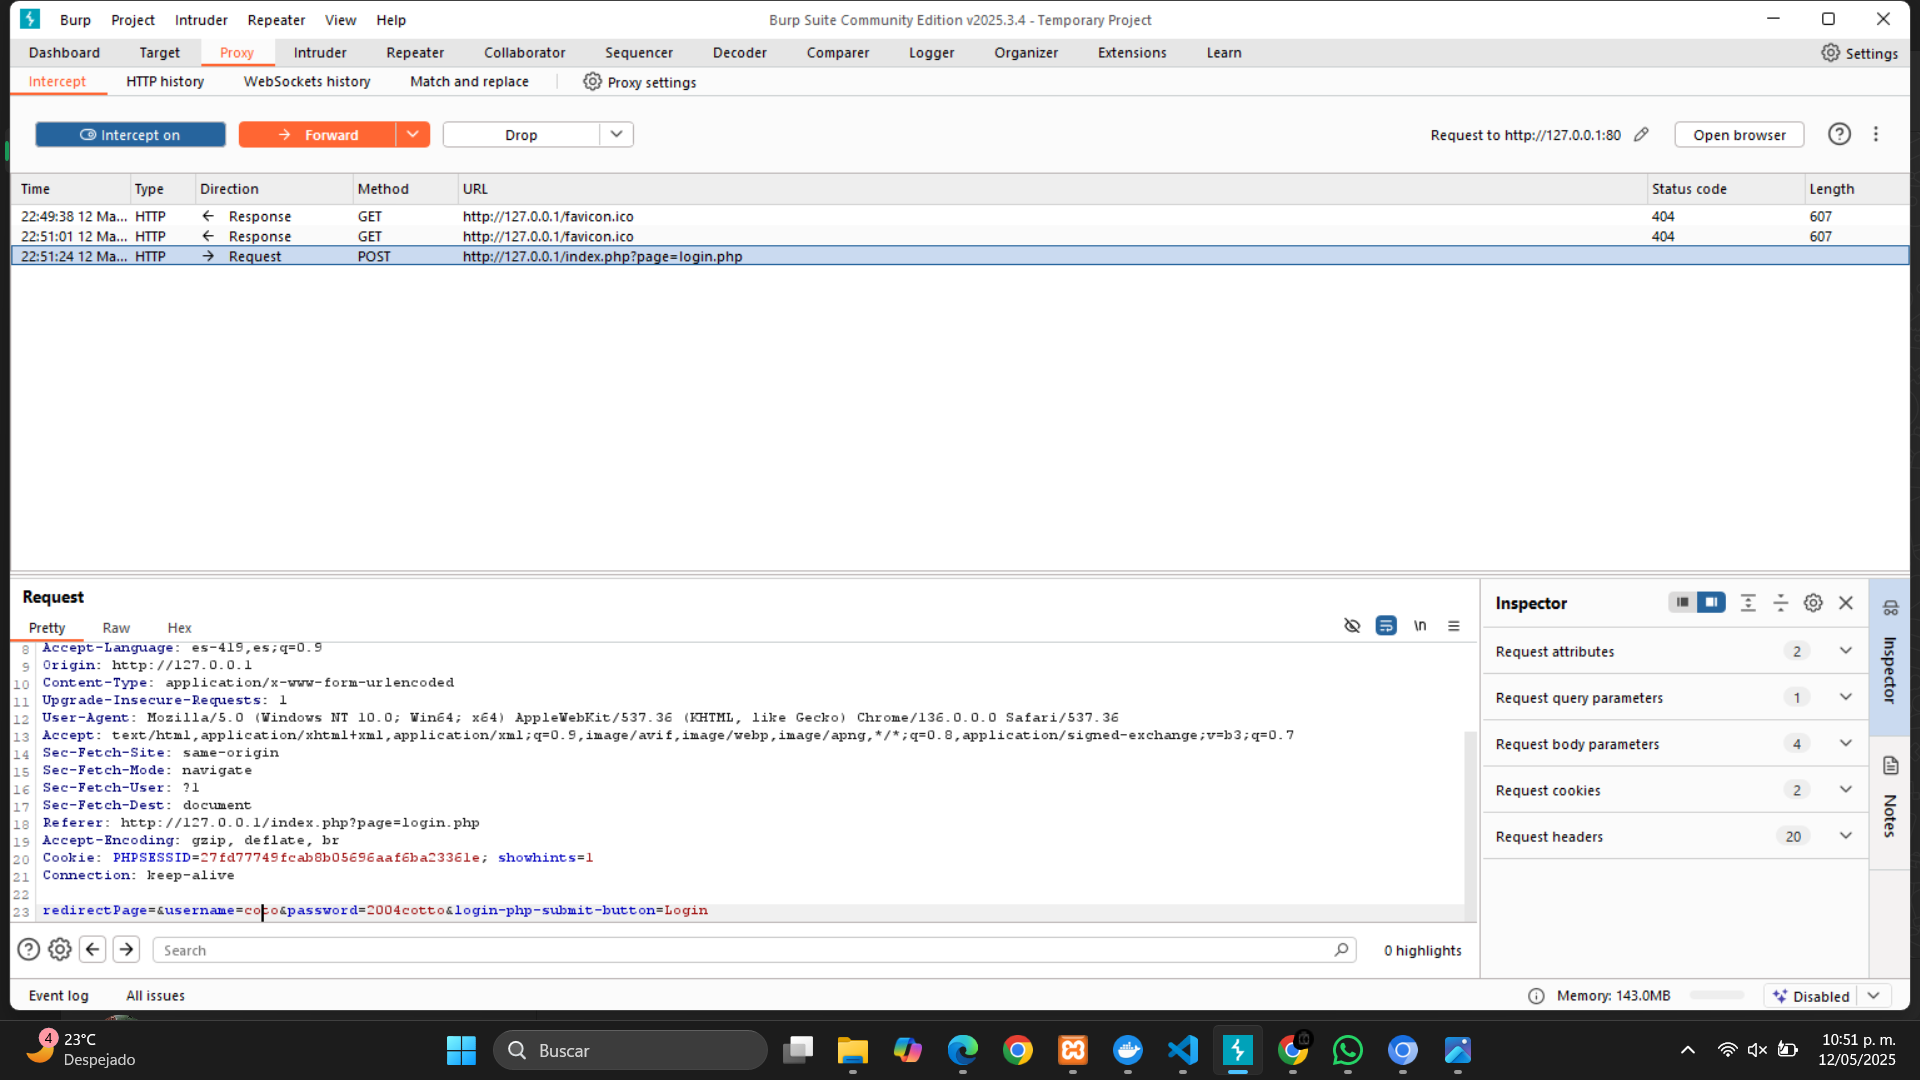 Burp Project Intruder Repeater View Help Burp Suite Community Edition v2025.3.4 - Temporary Project
Dashboard Target Proxy Intruder Repeater Collaborator Sequencer Decoder Comparer Logger Organizer Extensions Learn Settings
Intercept HTTP history WebSockets history Match and replace Proxy settings
Intercept on Forward Drop Request to http://127.0.0.1:80 Open browser
Time Type Direction Method URL Status code Length
22:49:38 12 Ma... HTTP ← Response GET http://127.0.0.1/favicon.ico 404 607
22:51:01 12 Ma... HTTP ← Response GET http://127.0.0.1/favicon.ico 404 607
22:51:24 12 Ma... HTTP → Request POST http://127.0.0.1/index.php?page=login.php
Request
Pretty Raw Hex \n
8 Accept-Language: es-419,es;q=0.9
9 Origin: http://127.0.0.1
10 Content-Type: application/x-www-form-urlencoded
11 Upgrade-Insecure-Requests: 1
12 User-Agent: Mozilla/5.0 (Windows NT 10.0; Win64; x64) AppleWebKit/537.36 (KHTML, like Gecko) Chrome/136.0.0.0 Safari/537.36
13 Accept: text/html,application/xhtml+xml,application/xml;q=0.9,image/avif,image/webp,image/apng,*/*;q=0.8,application/signed-exchange;v=b3;q=0.7
14 Sec-Fetch-Site: same-origin
15 Sec-Fetch-Mode: navigate
16 Sec-Fetch-User: ?1
17 Sec-Fetch-Dest: document
18 Referer: http://127.0.0.1/index.php?page=login.php
19 Accept-Encoding: gzip, deflate, br
20 Cookie: PHPSESSID=27fd77749fcab8b05696aaf6ba23361e; showhints=1
21 Connection: keep-alive
22
23 redirectPage=&username=coto&password=2004cotto&login-php-submit-button=Login
Search 0 highlights
Inspector
Request attributes 2
Request query parameters 1
Request body parameters 4
Request cookies 2
Request headers 20
Inspector
Notes
Event log All issues Memory: 143.0MB Disabled
4 23°C
Despejado
Buscar
10:51 p. m.
12/05/2025